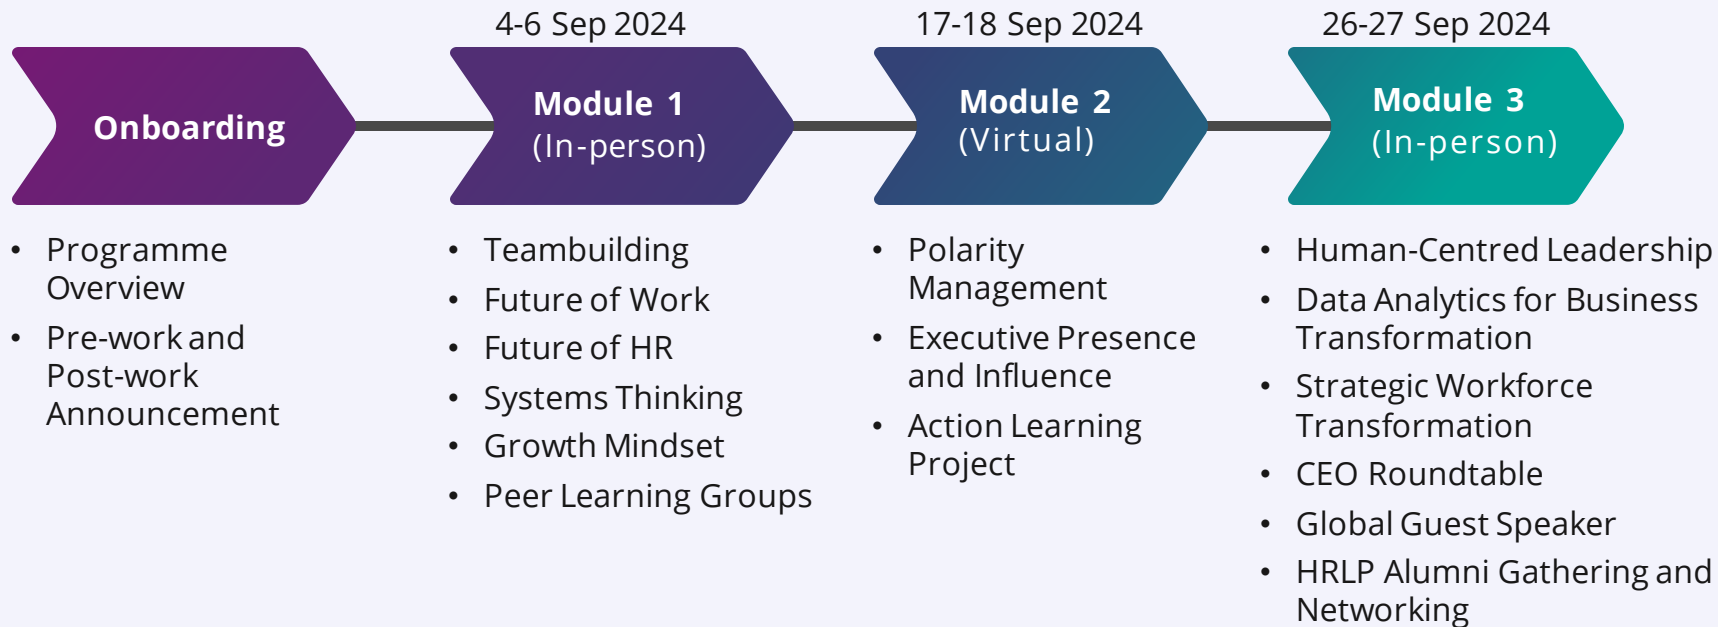 4-6 Sep 2024
17-18 Sep 2024
26-27 Sep 2024
Onboarding
Module 1
(In-person)
Module 2
(Virtual)
Module 3
(In-person)
• Programme
Overview
• Pre-work and
Post-work
Announcement
• Teambuilding
• Future of Work
• Future of HR
• Systems Thinking
• Growth Mindset
• Peer Learning Groups
• Polarity
Management
• Executive Presence
and Influence
• Action Learning
Project
• Human-Centred Leadership
• Data Analytics for Business
Transformation
• Strategic Workforce
Transformation
• CEO Roundtable
• Global Guest Speaker
• HRLP Alumni Gathering and
Networking